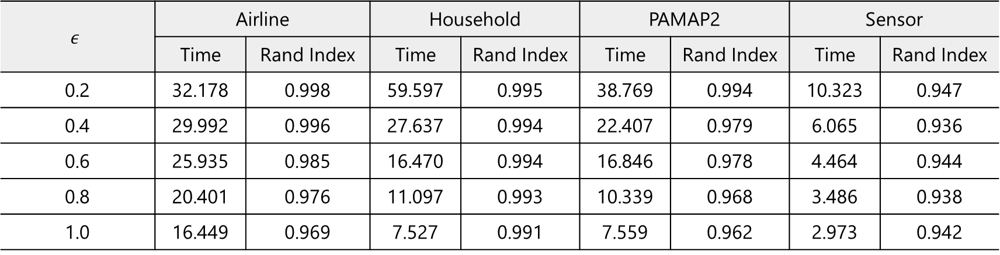 ϵ Airline Household PAMAP2 Sensor
Time Rand Index Time Rand Index Time Rand Index Time Rand Index
0.2 32.178 0.998 59.597 0.995 38.769 0.994 10.323 0.947
0.4 29.992 0.996 27.637 0.994 22.407 0.979 6.065 0.936
0.6 25.935 0.985 16.470 0.994 16.846 0.978 4.464 0.944
0.8 20.401 0.976 11.097 0.993 10.339 0.968 3.486 0.938
1.0 16.449 0.969 7.527 0.991 7.559 0.962 2.973 0.942